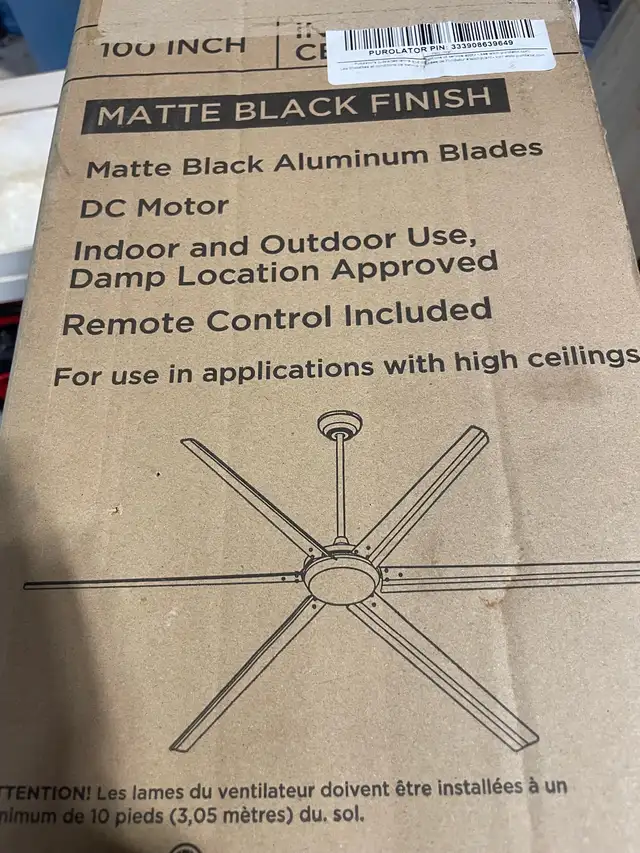 100 INCH
PUROLATOR PIN: 333908639649
MATTE BLACK FINISH
Matte Black Aluminum Blades
DC Motor
Indoor and Outdoor Use,
Damp Location Approved
Remote Control Included
For use in applications with high ceilings
TTENTION! Les lames du ventilateur doivent être installées à un
nimum de 10 pieds (3,05 mètres) du. sol.